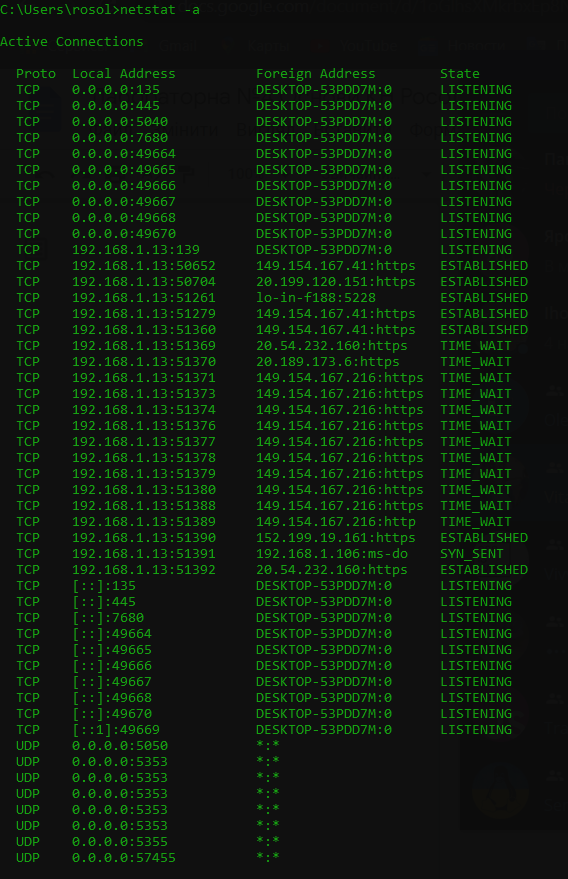 C:\Users\rosol>netstat -a
Active Connections
Proto Local Address Foreign Address State
TCP 0.0.0.0:135 DESKTOP-53PDD7M:0 LISTENING
TCP 0.0.0.0:445 DESKTOP-53PDD7M:0 LISTENING
TCP 0.0.0.0:5040 DESKTOP-53PDD7M:0 LISTENING
TCP 0.0.0.0:7680 DESKTOP-53PDD7M:0 LISTENING
TCP 0.0.0.0:49664 DESKTOP-53PDD7M:0 LISTENING
TCP 0.0.0.0:49665 DESKTOP-53PDD7M:0 LISTENING
TCP 0.0.0.0:49666 DESKTOP-53PDD7M:0 LISTENING
TCP 0.0.0.0:49667 DESKTOP-53PDD7M:0 LISTENING
TCP 0.0.0.0:49668 DESKTOP-53PDD7M:0 LISTENING
TCP 0.0.0.0:49670 DESKTOP-53PDD7M:0 LISTENING
TCP 192.168.1.13:139 DESKTOP-53PDD7M:0 LISTENING
TCP 192.168.1.13:50652 149.154.167.41:https ESTABLISHED
TCP 192.168.1.13:50704 20.199.120.151:https ESTABLISHED
TCP 192.168.1.13:51261 lo-in-f188:5228 ESTABLISHED
TCP 192.168.1.13:51279 149.154.167.41:https ESTABLISHED
TCP 192.168.1.13:51360 149.154.167.41:https ESTABLISHED
TCP 192.168.1.13:51369 20.54.232.160:https TIME_WAIT
TCP 192.168.1.13:51370 20.189.173.6:https TIME_WAIT
TCP 192.168.1.13:51371 149.154.167.216:https TIME_WAIT
TCP 192.168.1.13:51373 149.154.167.216:https TIME_WAIT
TCP 192.168.1.13:51374 149.154.167.216:https TIME_WAIT
TCP 192.168.1.13:51376 149.154.167.216:https TIME_WAIT
TCP 192.168.1.13:51377 149.154.167.216:https TIME_WAIT
TCP 192.168.1.13:51378 149.154.167.216:https TIME_WAIT
TCP 192.168.1.13:51379 149.154.167.216:https TIME_WAIT
TCP 192.168.1.13:51380 149.154.167.216:https TIME_WAIT
TCP 192.168.1.13:51388 149.154.167.216:https TIME_WAIT
TCP 192.168.1.13:51389 149.154.167.216:http TIME_WAIT
TCP 192.168.1.13:51390 152.199.19.161:https ESTABLISHED
TCP 192.168.1.13:51391 192.168.1.106:ms-do SYN_SENT
TCP 192.168.1.13:51392 20.54.232.160:https ESTABLISHED
TCP [::]:135 DESKTOP-53PDD7M:0 LISTENING
TCP [::]:445 DESKTOP-53PDD7M:0 LISTENING
TCP [::]:7680 DESKTOP-53PDD7M:0 LISTENING
TCP [::]:49664 DESKTOP-53PDD7M:0 LISTENING
TCP [::]:49665 DESKTOP-53PDD7M:0 LISTENING
TCP [::]:49666 DESKTOP-53PDD7M:0 LISTENING
TCP [::]:49667 DESKTOP-53PDD7M:0 LISTENING
TCP [::]:49668 DESKTOP-53PDD7M:0 LISTENING
TCP [::]:49670 DESKTOP-53PDD7M:0 LISTENING
TCP [::1]:49669 DESKTOP-53PDD7M:0 LISTENING
UDP 0.0.0.0:5050 *:*
UDP 0.0.0.0:5353 *:*
UDP 0.0.0.0:5353 *:*
UDP 0.0.0.0:5353 *:*
UDP 0.0.0.0:5353 *:*
UDP 0.0.0.0:5353 *:*
UDP 0.0.0.0:5355 *:*
UDP 0.0.0.0:57455 *:*